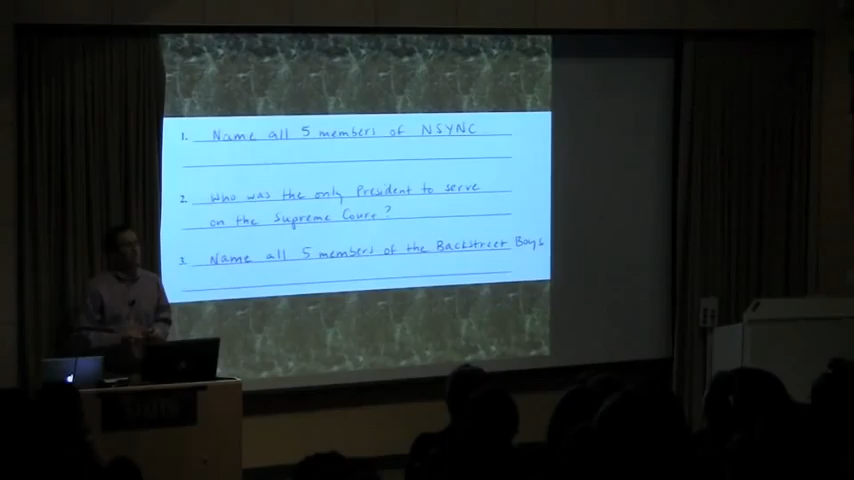 1. Name all 5 members of NSYNC
2. Who was the only President to serve
on the Supreme Court?
3. Name all 5 members of the Backstreet Boys